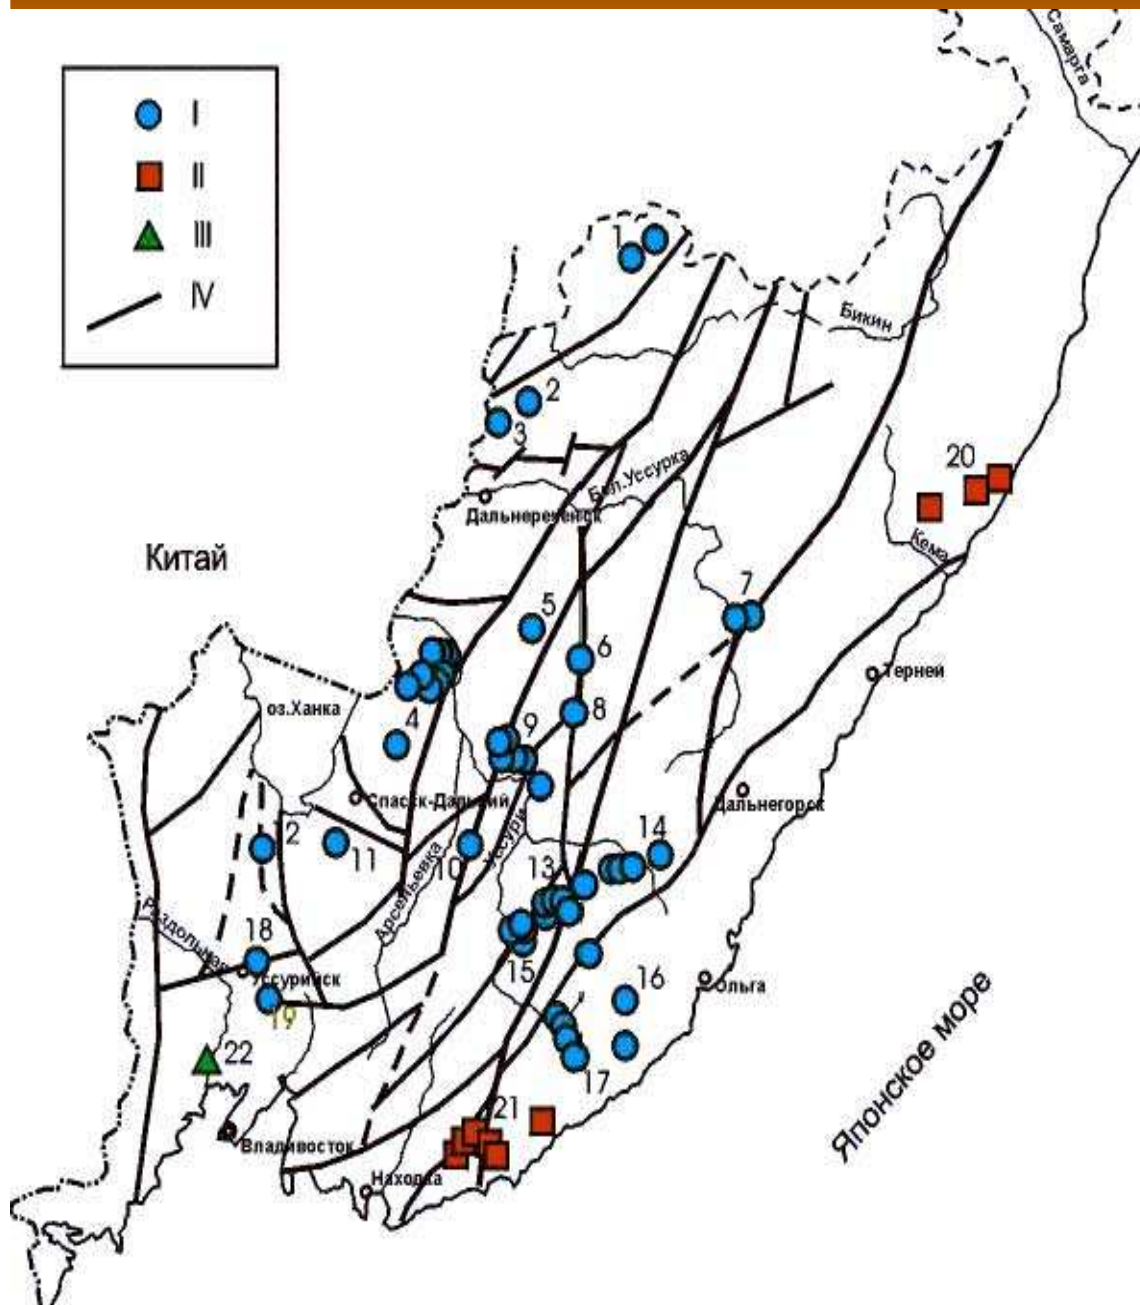 Самарга
I
II
III
IV
1
Бикин
2
3
20
Бол.Уссурка
Дальнереченск
Кема
Китай
7
5
6
Терней
оз.Ханка
4
9
8
Спасск-Дальний
Дальнегорск
Уссури
12
11
10
14
13
Арсеньевка
Раздольная
18
15
Уссурийск
16
Ольга
19
17
22
21
Владивосток
Находка
Японское море